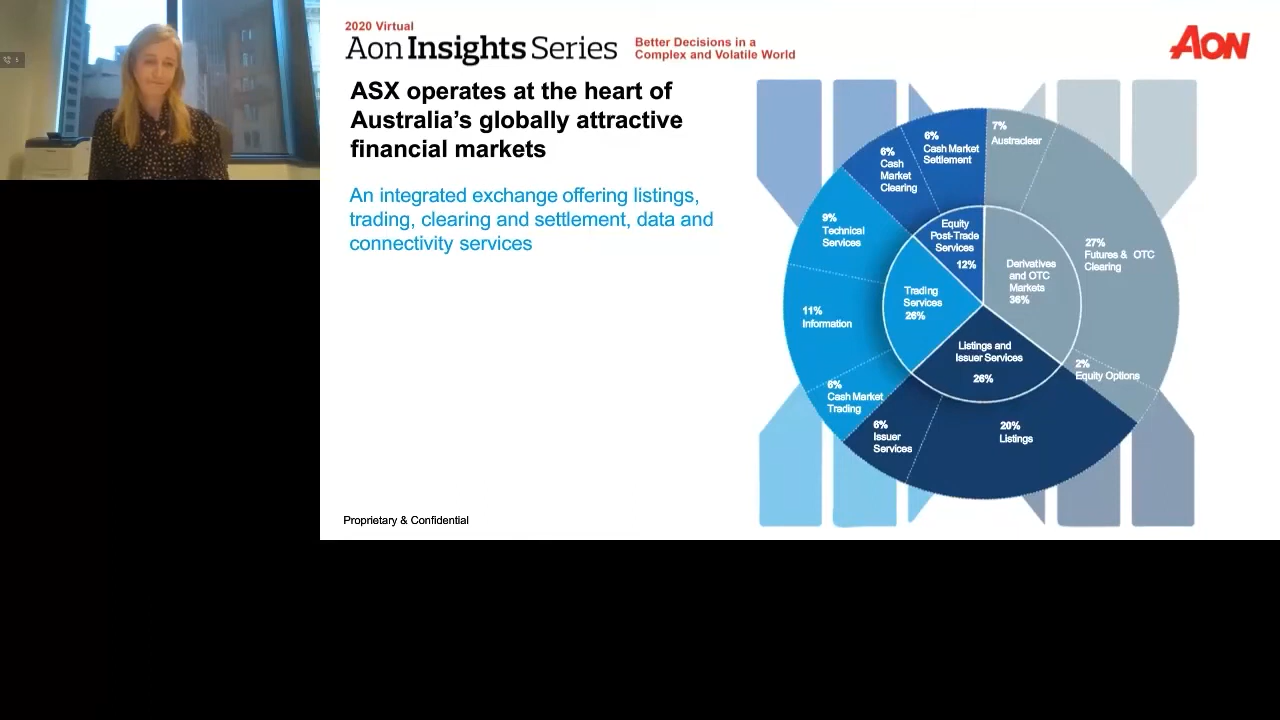 6
2020 Virtual
Aon Insights Series
Better Decisions in a
Complex and Volatile World
AON
ASX operates at the heart of
Australia's globally attractive
financial markets
An integrated exchange offering listings,
trading, clearing and settlement, data and
connectivity services
7%
Austraclear
27%
Futures & OTC
Clearing
2%
Equity Options
20%
Listings
6%
Issuer
Services
6%
Cash Market
Trading
11%
Information
9%
Technical
Services
6%
Cash
Market
Clearing
6%
Cash Market
Settlement
Equity
Post-Trade
Services
12%
Derivatives
and OTC
Markets
36%
Trading
Services
26%
Listings and
Issuer Services
26%
Proprietary & Confidential